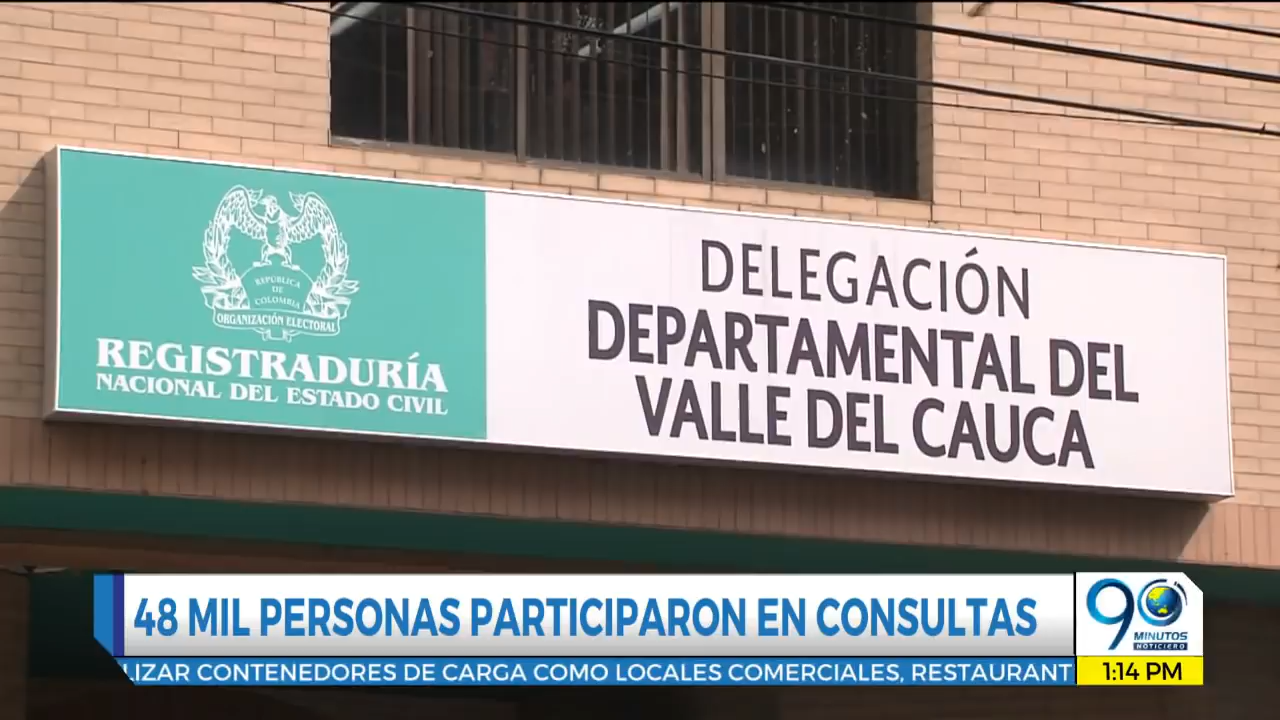 REPÚBLICA
DE
COLOMBIA
ORGANIZACIÓN ELECTORAL
REGISTRADURÍA
NACIONAL DEL ESTADO CIVIL
DELEGACIÓN
DEPARTAMENTAL DEL
VALLE DEL CAUCA
48 MIL PERSONAS PARTICIPARON EN CONSULTAS
90
MINUTOS
NOTICIERO
LIZAR CONTENEDORES DE CARGA COMO LOCALES COMERCIALES, RESTAURANT
1:14 PM